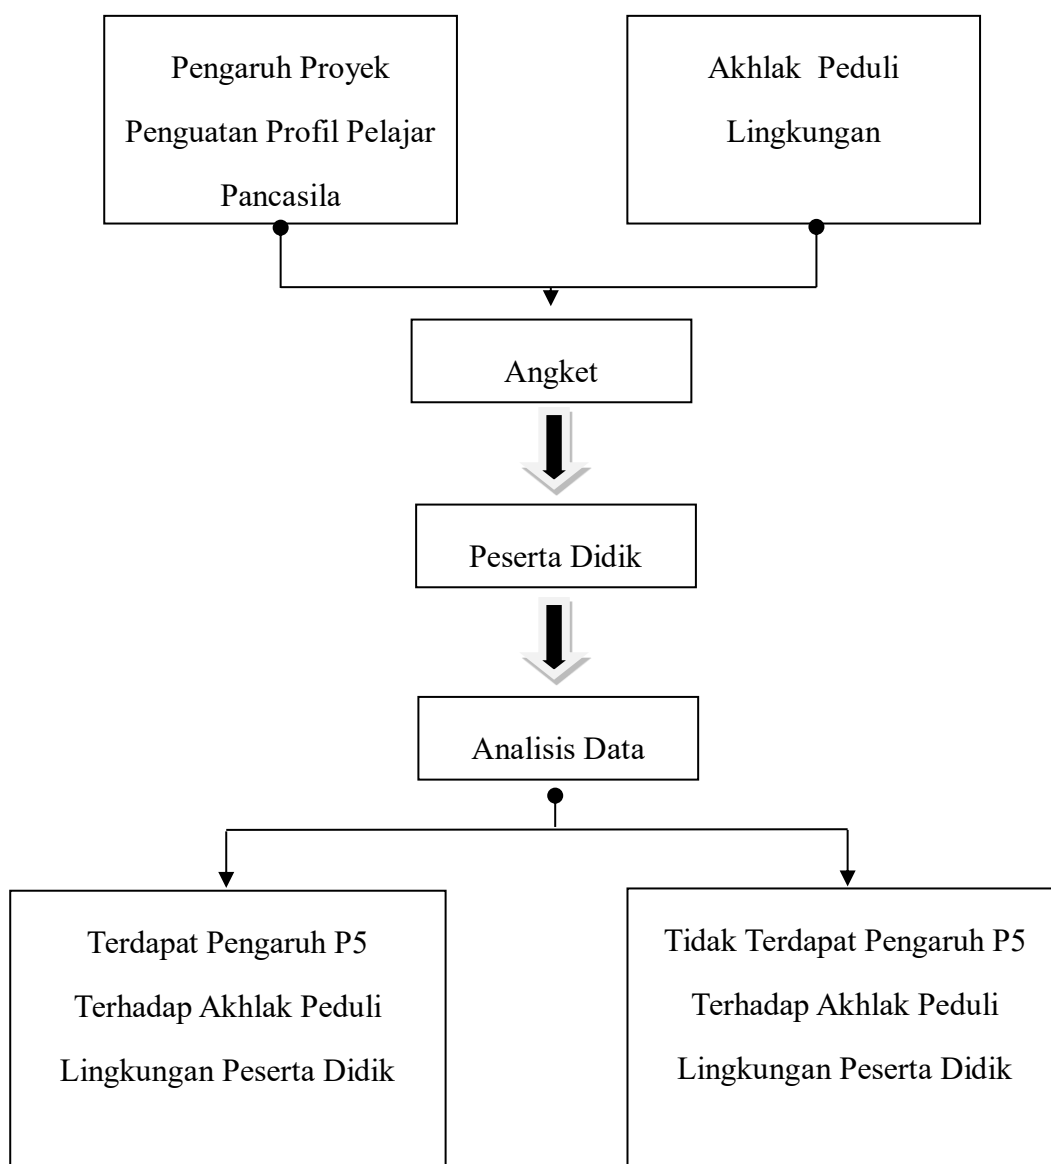 Pengaruh Proyek
Penguatan Profil Pelajar
Pancasila
Akhlak Peduli
Lingkungan
Angket
Peserta Didik
Analisis Data
Terdapat Pengaruh P5
Terhadap Akhlak Peduli
Lingkungan Peserta Didik
Tidak Terdapat Pengaruh P5
Terhadap Akhlak Peduli
Lingkungan Peserta Didik